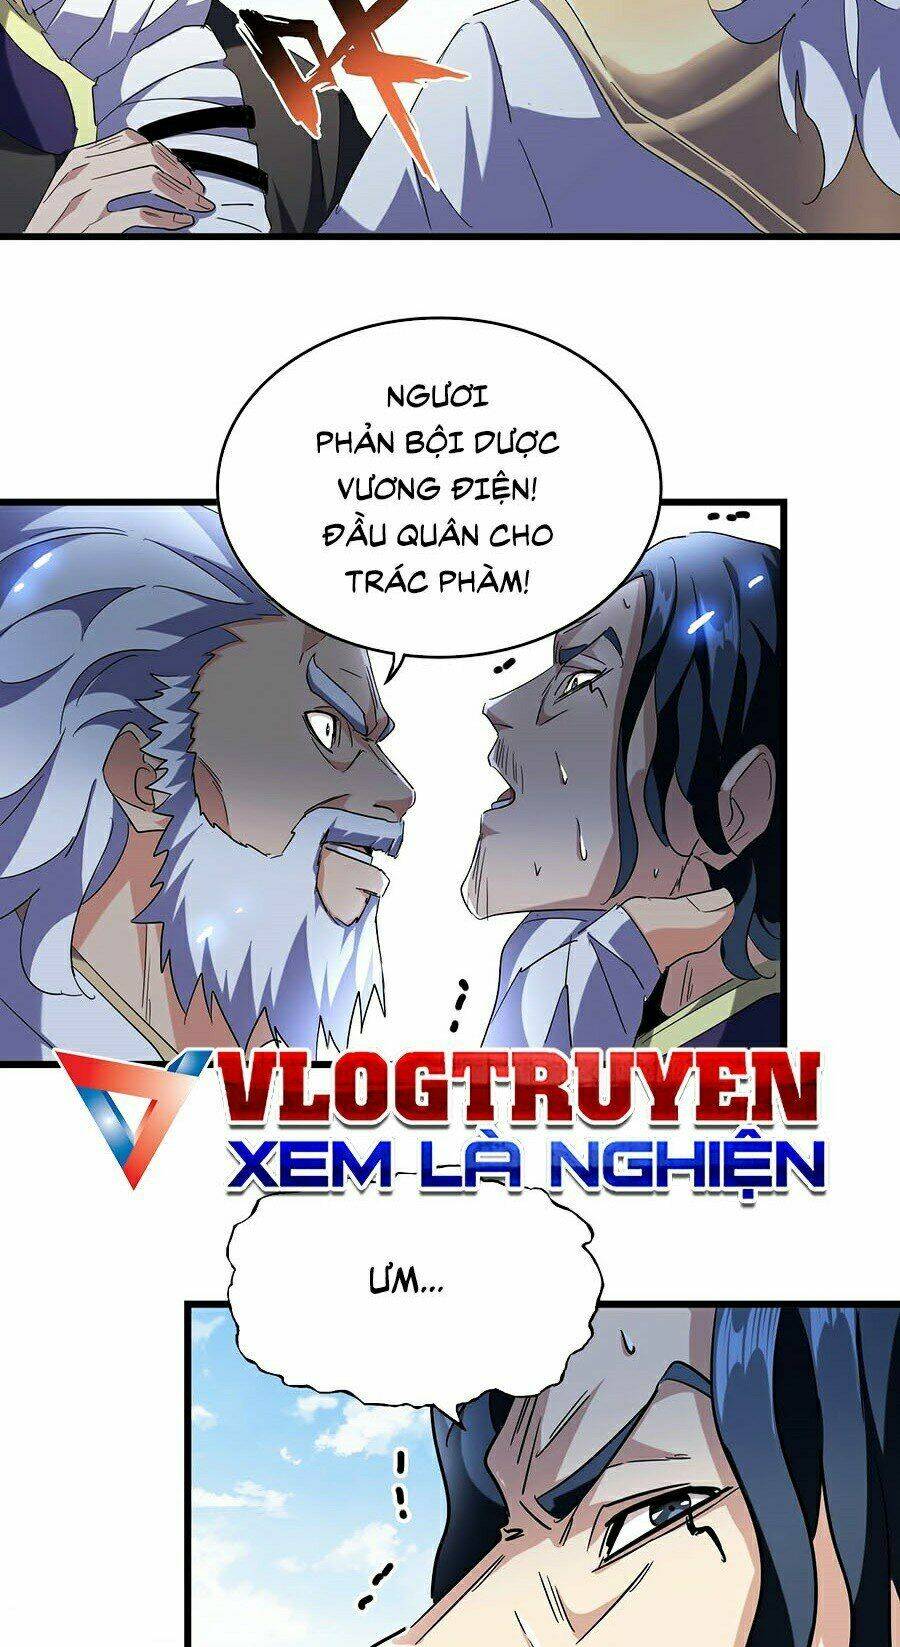 NGƯƠI
PHẢN BỘI DƯỢC
VƯƠNG ĐIỆN!
ĐẦU QUÂN CHO
TRÁC PHÀM!
VLOGTRUYEN
XEM LÀ NGHIỆN
ƯM...